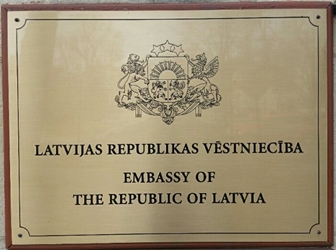 LATVIJAS REPUBLIKAS VĒSTNIECĪBA
EMBASSY OF
THE REPUBLIC OF LATVIA